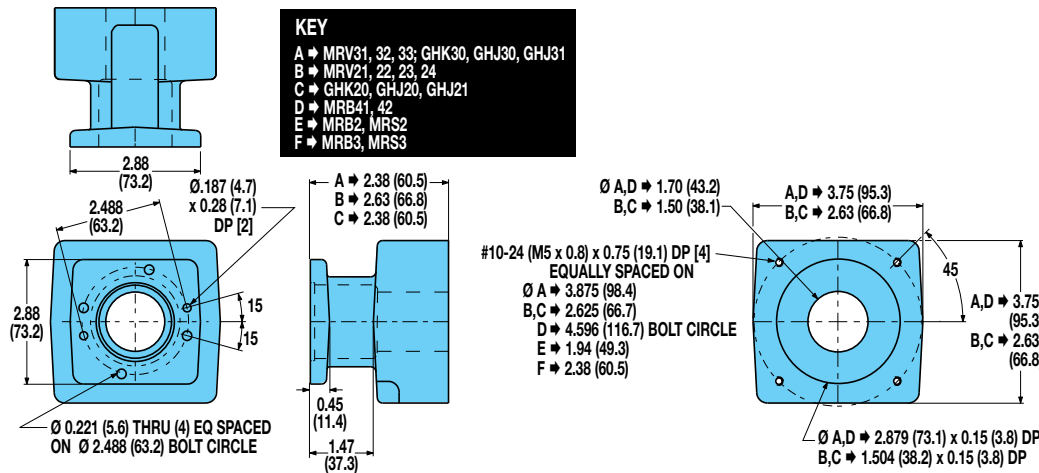 KEY
A ➧ MRV31, 32, 33; GHK30, GHJ30, GHJ31
B ➧ MRV21, 22, 23, 24
C ➧ GHK20, GHJ20, GHJ21
D ➧ MRB41, 42
E ➧ MRB2, MRS2
F ➧ MRB3, MRS3
2.88
(73.2)
Ø.187 (4.7)
x 0.28 (7.1)
DP [2]
2.488
(63.2)
2.88
(73.2)
15
15
Ø 0.221 (5.6) THRU (4) EQ SPACED
ON Ø 2.488 (63.2) BOLT CIRCLE
A ➧ 2.38 (60.5)
B ➧ 2.63 (66.8)
C ➧ 2.38 (60.5)
0.45
(11.4)
1.47
(37.3)
Ø A,D ➧ 1.70 (43.2)
B,C ➧ 1.50 (38.1)
A,D ➧ 3.75 (95.3)
B,C ➧ 2.63 (66.8)
#10-24 (M5 x 0.8) x 0.75 (19.1) DP [4]
EQUALLY SPACED ON
Ø A ➧ 3.875 (98.4)
B,C ➧ 2.625 (66.7)
D ➧ 4.596 (116.7) BOLT CIRCLE
E ➧ 1.94 (49.3)
F ➧ 2.38 (60.5)
45
A,D ➧ 3.75
(95.3)
B,C ➧ 2.63
(66.8
Ø A,D ➧ 2.879 (73.1) x 0.15 (3.8) DP
B,C ➧ 1.504 (38.2) x 0.15 (3.8) DP